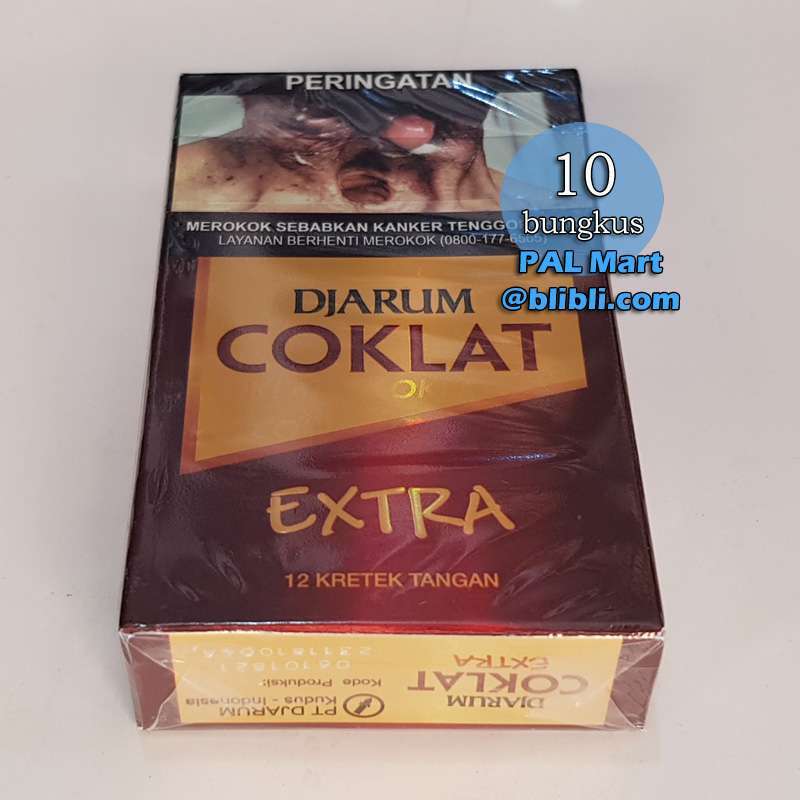 PERINGATAN
10
bungkus
MEROKOK SEBABKAN KANKER
LAYANAN BERHENTI MEROKOK (0800-177-6565)
PAL Mart
@blibli.com
DJARUM
COKLAT
EXTRA
12 KRETEK TANGAN
DJARUM
COKLAT
EXTRA
PT DJARUM
Kudus - Indonesia
Kode Produksi: